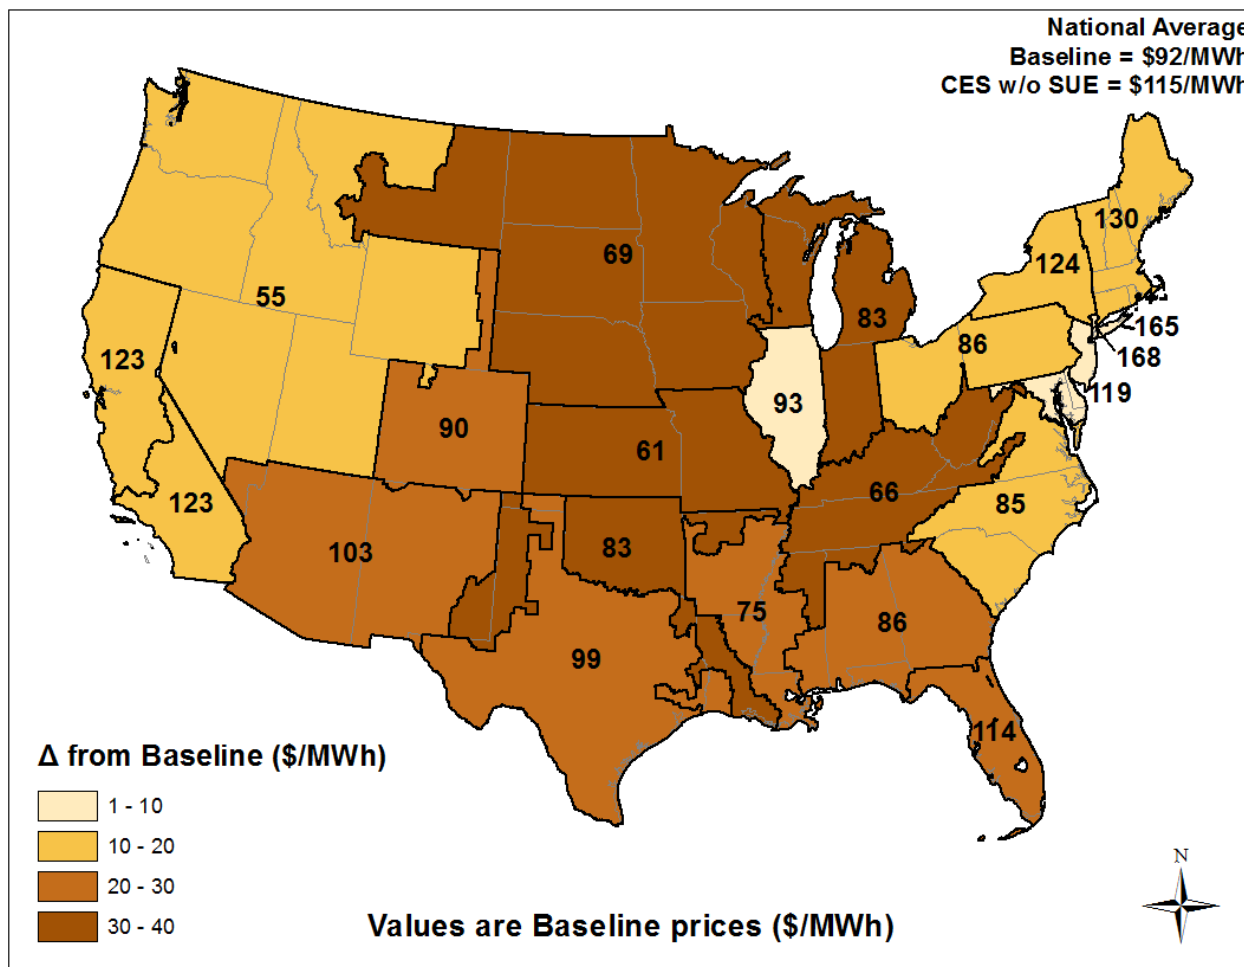 National Average
Baseline = $92/MWh
CES w/o SUE = $115/MWh
130
124
69
55
165
83
86
123
168
119
93
90
61
66
123
85
103
83
75
86
99
114
Δ from Baseline ($/MWh)
1 - 10
10 - 20
20 - 30
30 - 40
N
Values are Baseline prices ($/MWh)